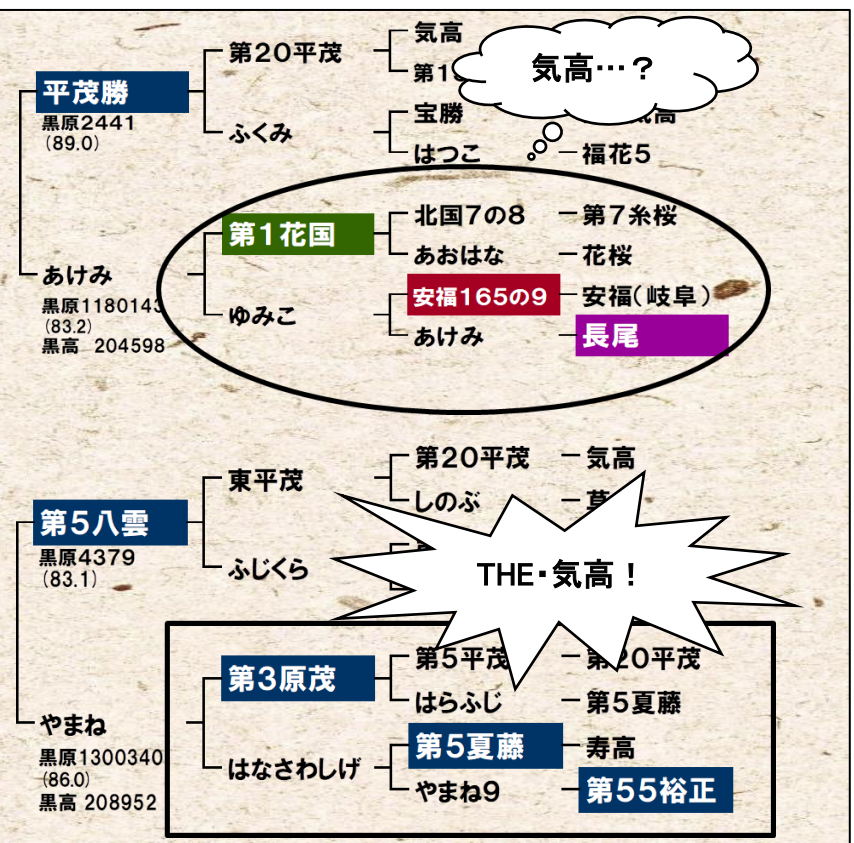 気高
第20平茂
第1
気高…？
平茂勝
黒原2441
(89.0)
宝勝
気高
ふくみ
はつこ
福花5
第1花国
北国7の8
第7糸桜
あおはな
花桜
あけみ
黒原1180143
(83.2)
黒高 204598
ゆみこ
安福165の9
安福(岐阜)
あけみ
長尾
東平茂
第20平茂
気高
しのぶ
第5八雲
黒原4379
(83.1)
ふじくら
THE・気高！
第3原茂
第5平茂
第20平茂
はらふじ
第5夏藤
やまね
黒原1300340
(86.0)
黒高 208952
はなさわしげ
第5夏藤
寿高
やまね9
第55裕正